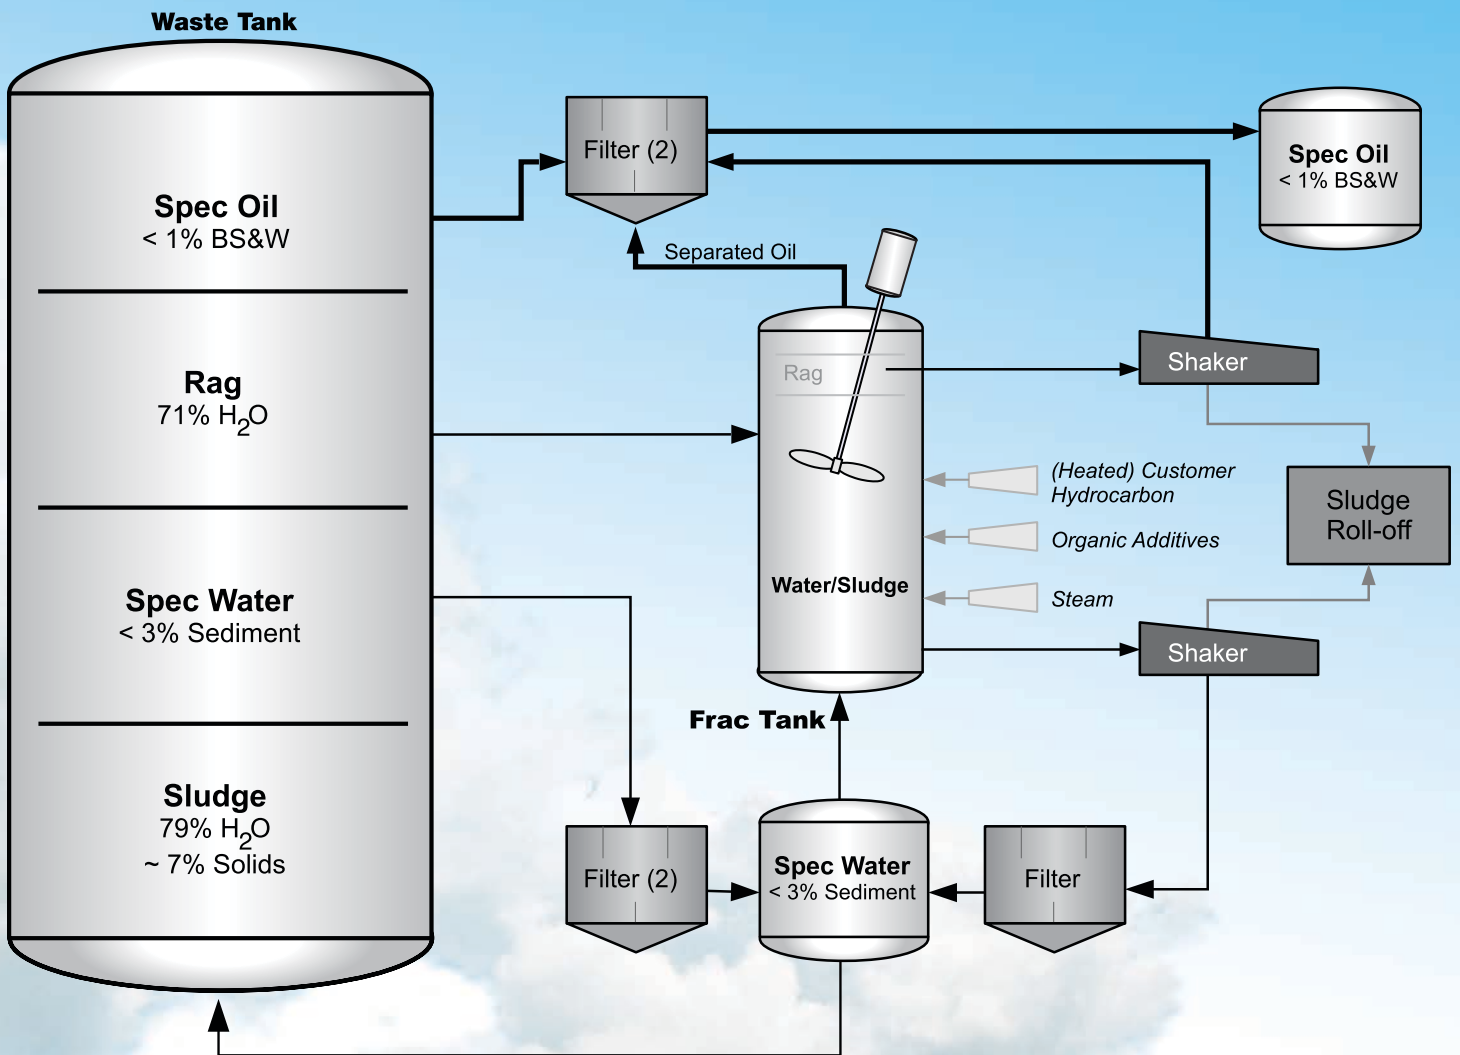 Waste Tank
Spec Oil
< 1% BS&W
Rag
71% H₂O
Spec Water
< 3% Sediment
Sludge
79% H₂O
~ 7% Solids
Filter (2)
Separated Oil
Spec Oil
< 1% BS&W
Rag
Water/Sludge
Frac Tank
Shaker
(Heated) Customer
Hydrocarbon
Organic Additives
Steam
Sludge
Roll-off
Shaker
Filter (2)
Spec Water
< 3% Sediment
Filter